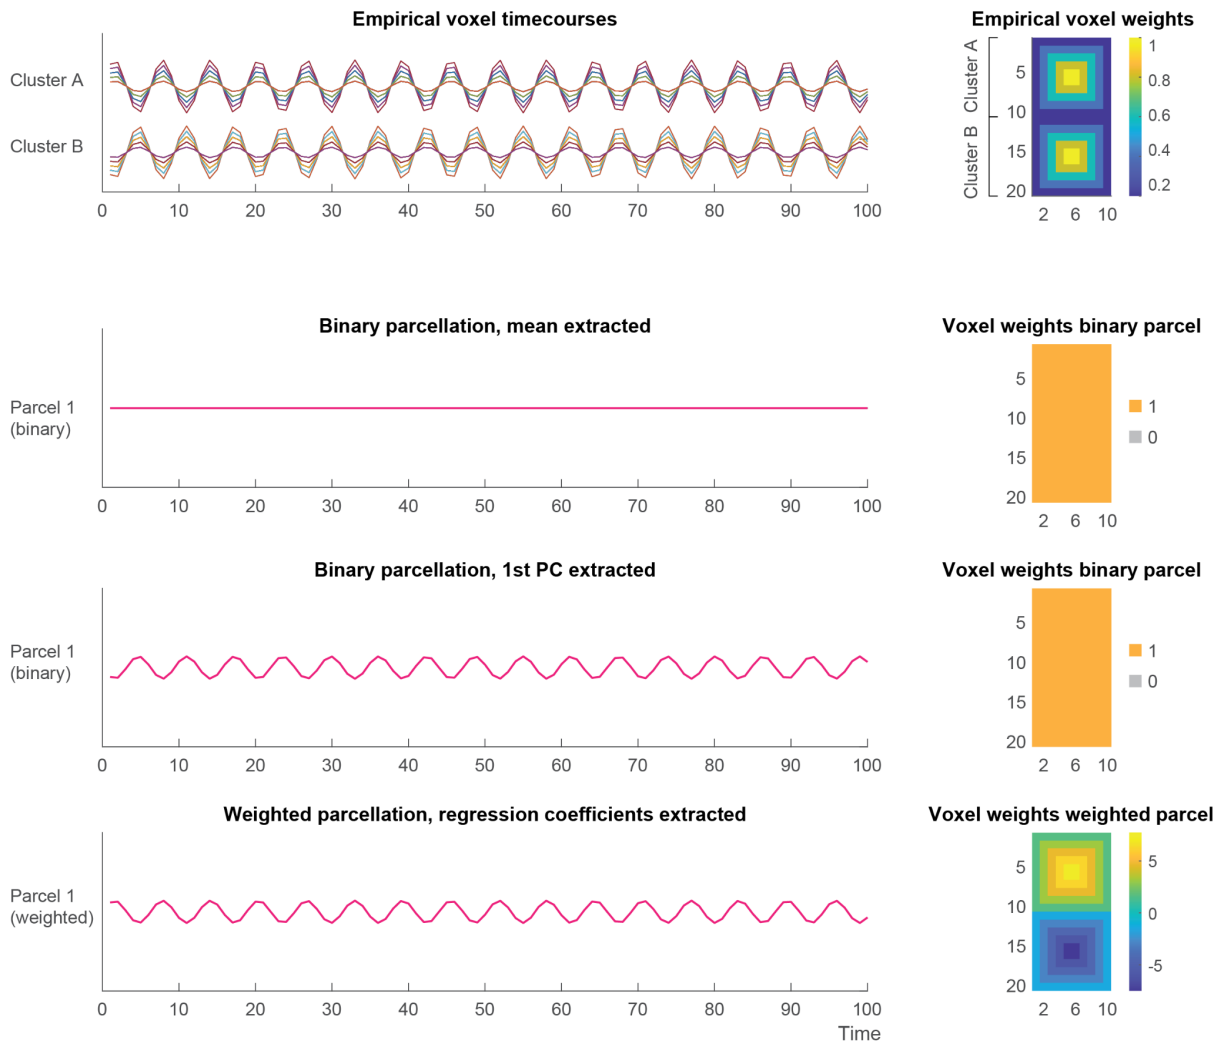 Empirical voxel timecourses
Empirical voxel weights
Cluster A
Cluster B
0 10 20 30 40 50 60 70 80 90 100
Cluster A
Cluster B
5
10
15
20
2 6 10
1
0.8
0.6
0.4
0.2
Binary parcellation, mean extracted
Voxel weights binary parcel
Parcel 1
(binary)
0 10 20 30 40 50 60 70 80 90 100
5
10
15
20
2 6 10
1
0
Binary parcellation, 1st PC extracted
Voxel weights binary parcel
Parcel 1
(binary)
0 10 20 30 40 50 60 70 80 90 100
5
10
15
20
2 6 10
1
0
Weighted parcellation, regression coefficients extracted
Voxel weights weighted parcel
Parcel 1
(weighted)
0 10 20 30 40 50 60 70 80 90 100
Time
5
10
15
20
2 6 10
5
0
-5